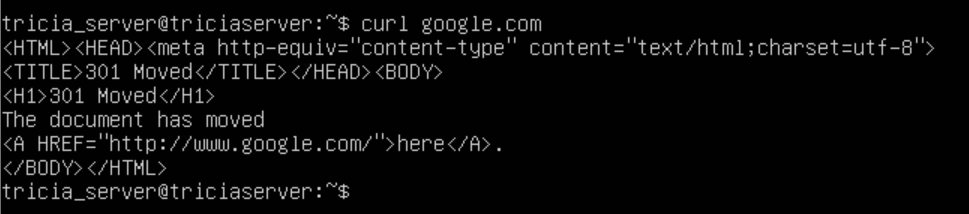 tricia_server@triciaserver:~$ curl google.com
<HTML><HEAD><meta http-equiv="content-type" content="text/html;charset=utf-8">
<TITLE>301 Moved</TITLE></HEAD><BODY>
<H1>301 Moved</H1>
The document has moved
<A HREF="http://www.google.com/">here</A>.
</BODY></HTML>
tricia_server@triciaserver:~$